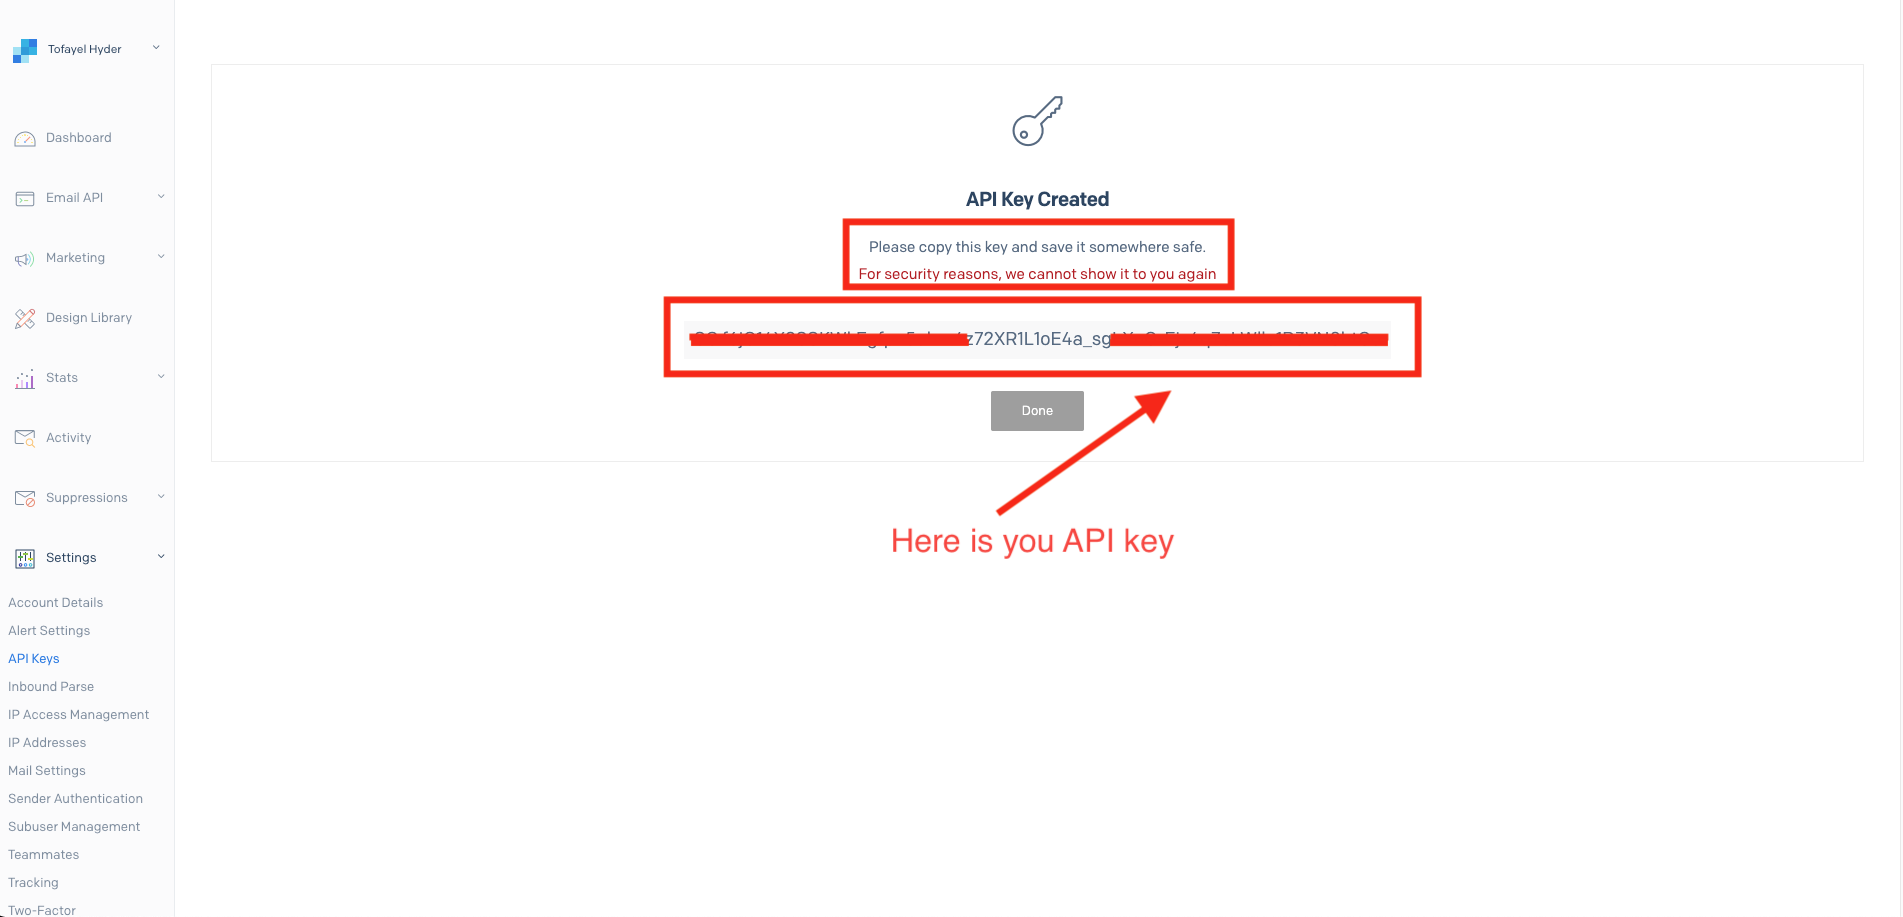 Tofayel Hyder
Dashboard
Email API
Marketing
Design Library
Stats
Activity
Suppressions
Settings
Account Details
Alert Settings
API Keys
Inbound Parse
IP Access Management
IP Addresses
Mail Settings
Sender Authentication
Subuser Management
Teammates
Tracking
Two-Factor
API Key Created
Please copy this key and save it somewhere safe.
For security reasons, we cannot show it to you again
z72XR1L1oE4a_sg
Done
Here is you API key